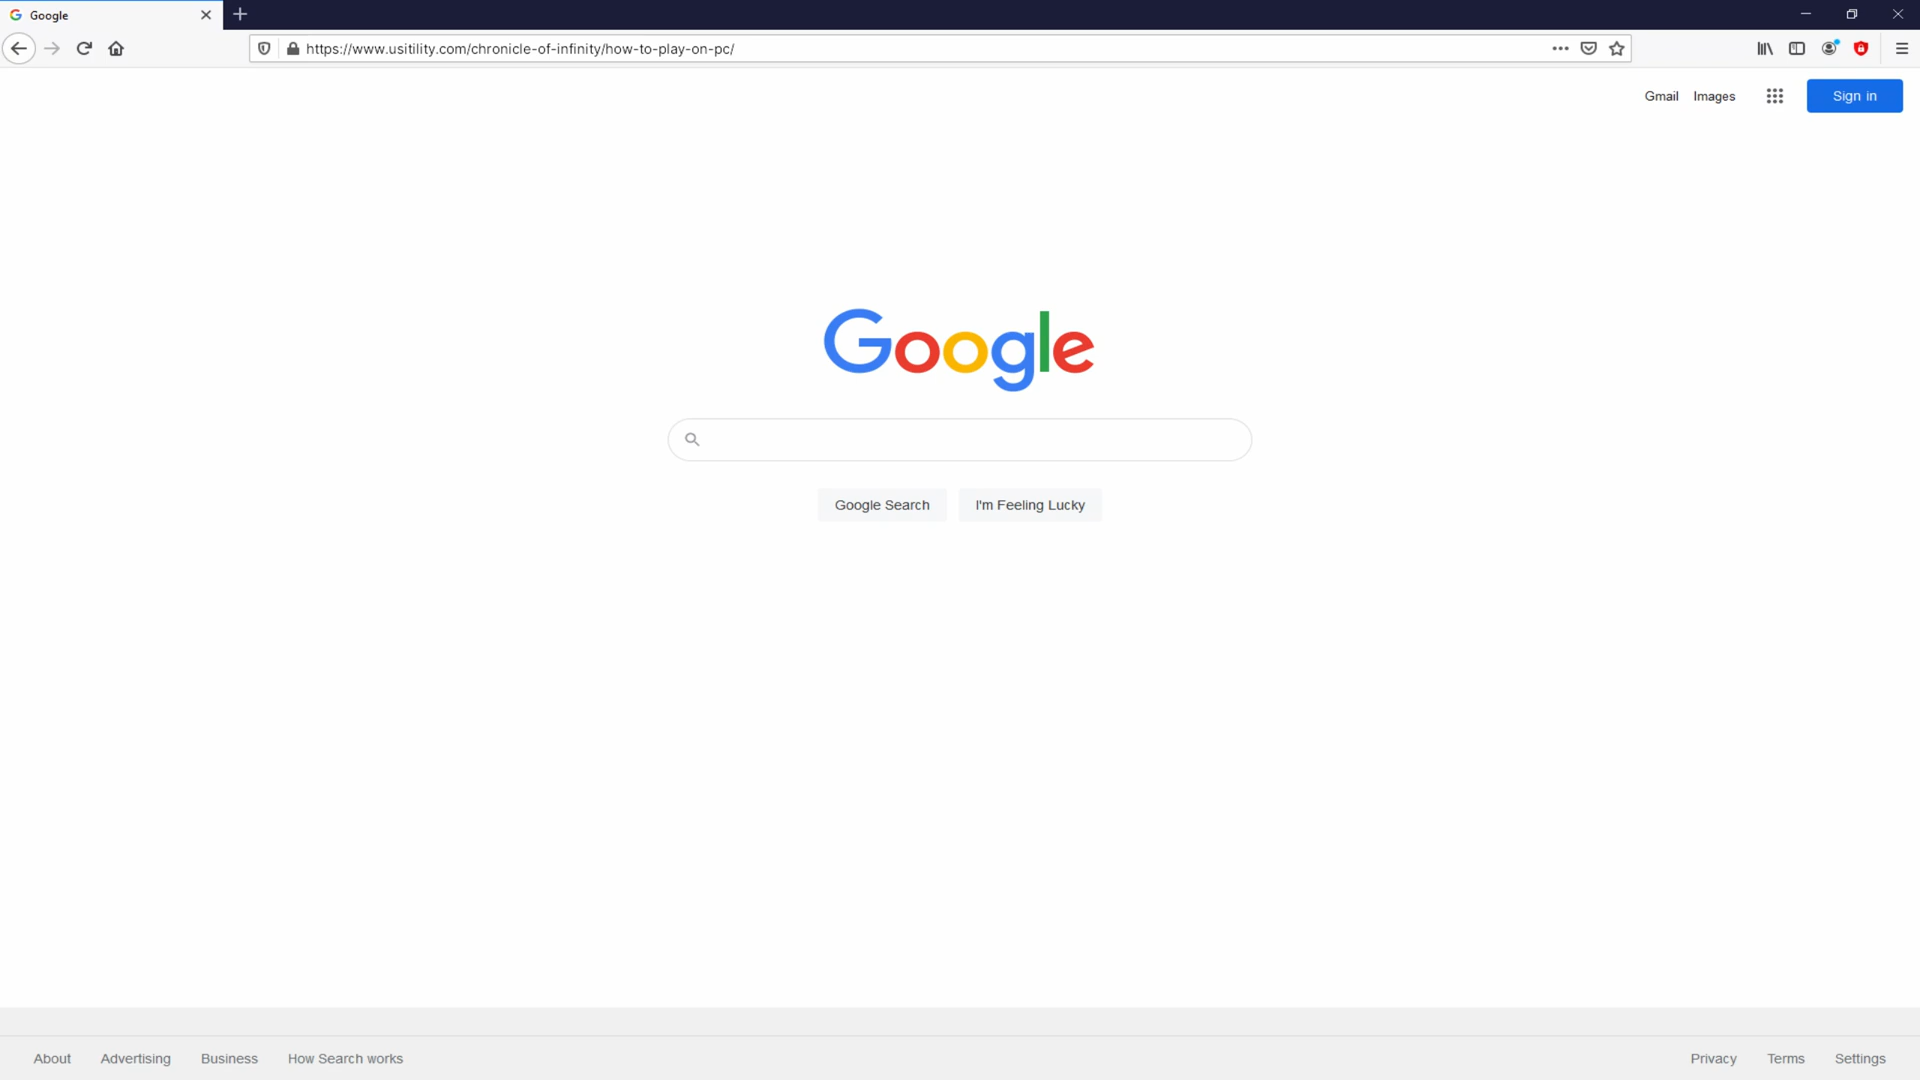 Google
https://www.usitility.com/chronicle-of-infinity/how-to-play-on-pc/
Gmail Images Sign in
Google
Google Search I'm Feeling Lucky
About Advertising Business How Search works Privacy Terms Settings